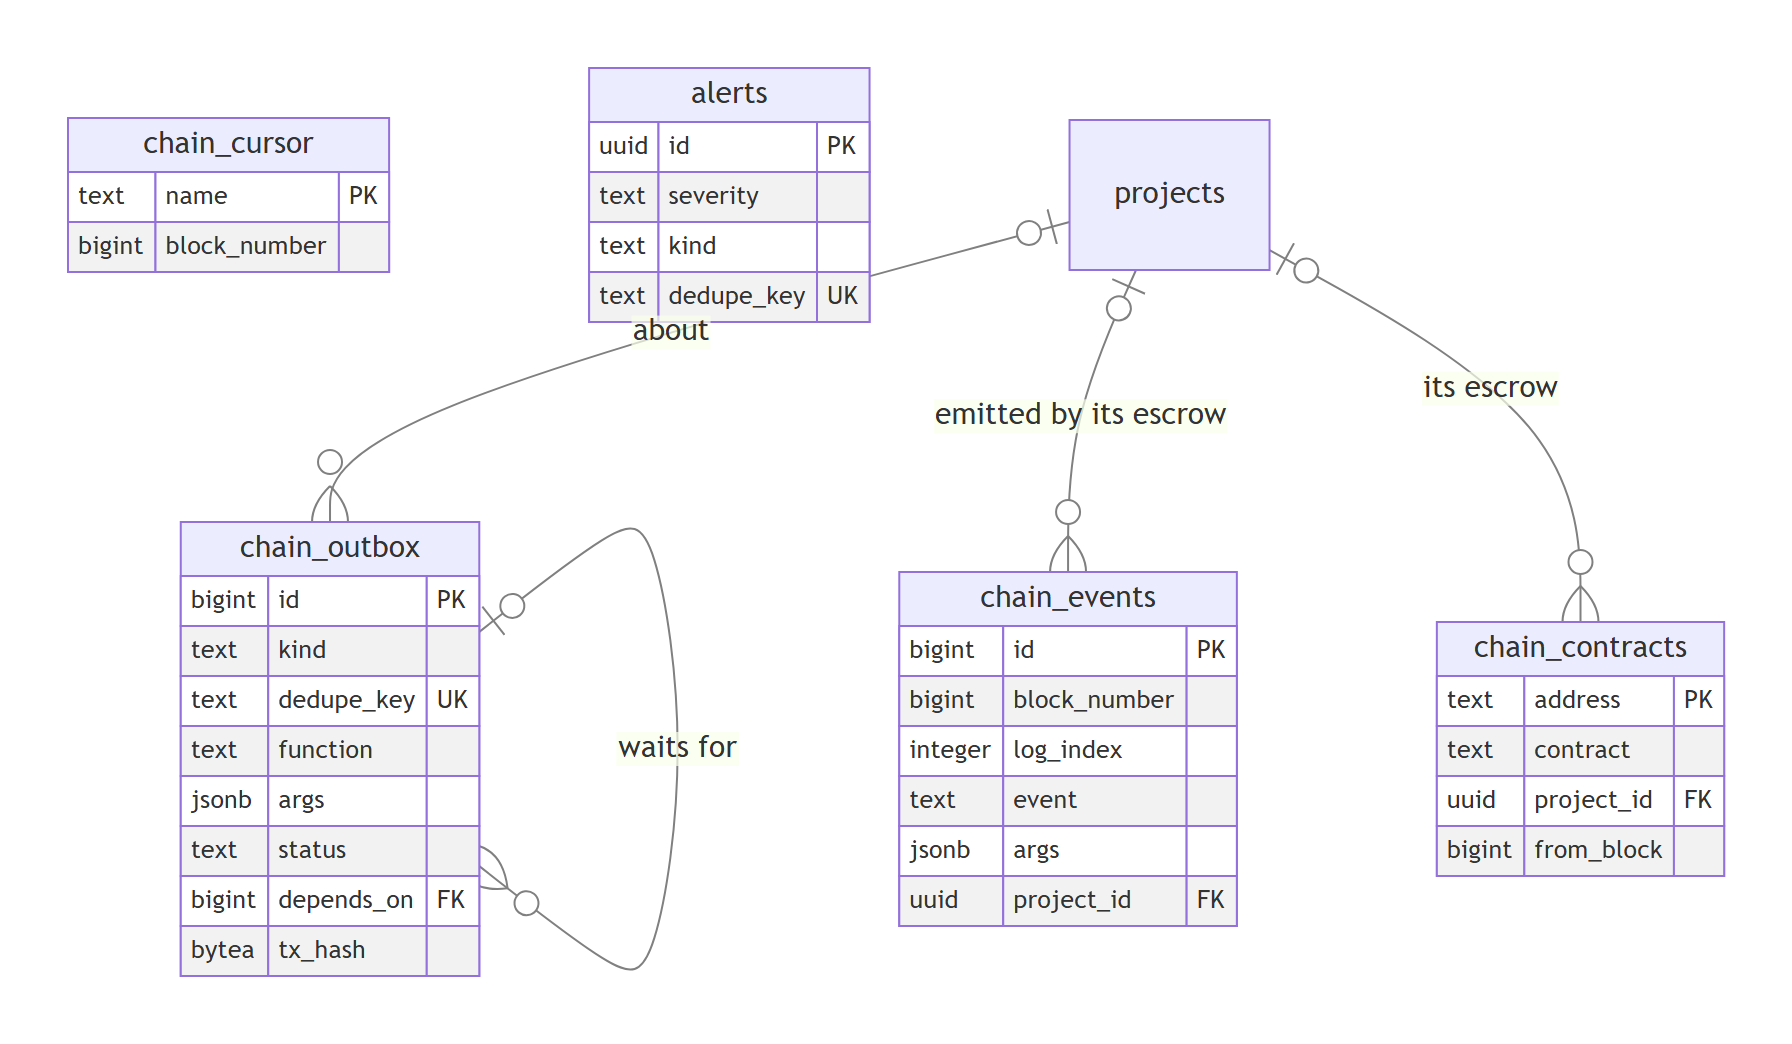 chain_cursor
text name PK
bigint block_number
alerts
uuid id PK
text severity
text kind
text dedupe_key UK
projects
about
emitted by its escrow
its escrow
chain_outbox
bigint id PK
text kind
text dedupe_key UK
text function
jsonb args
text status
bigint depends_on FK
bytea tx_hash
waits for
chain_events
bigint id PK
bigint block_number
integer log_index
text event
jsonb args
uuid project_id FK
chain_contracts
text address PK
text contract
uuid project_id FK
bigint from_block